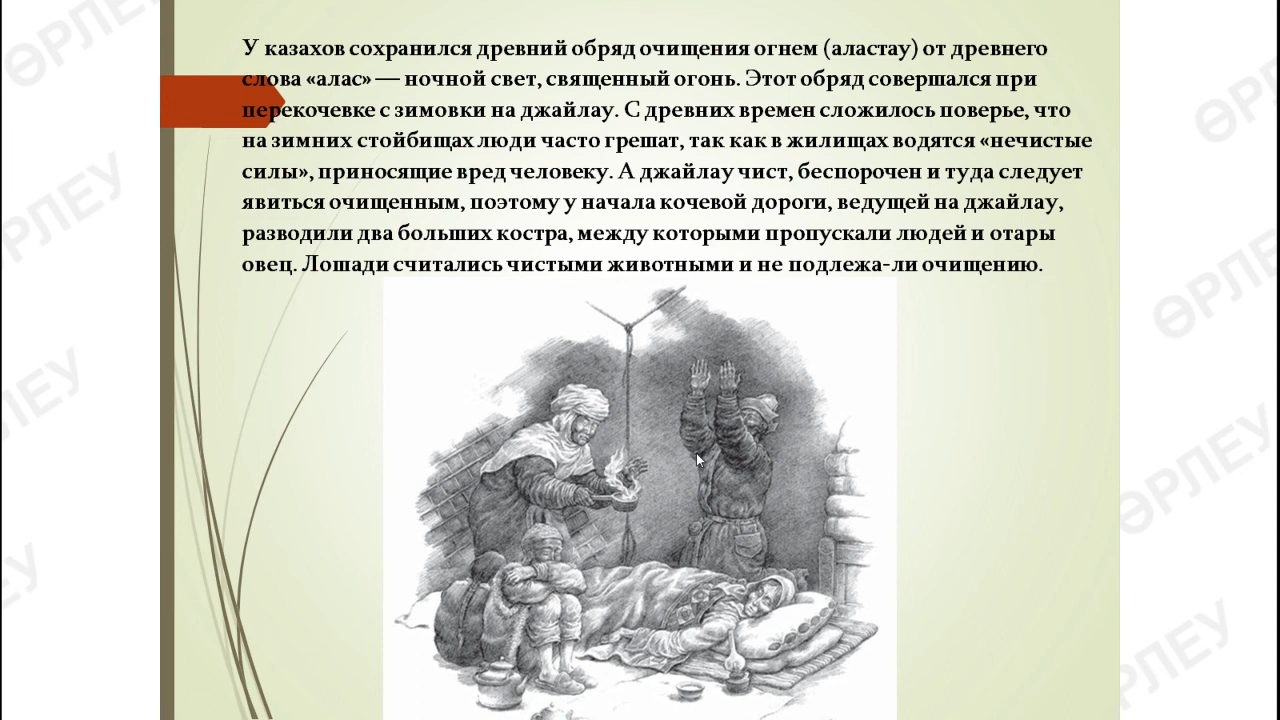 У казахов сохранился древний обряд очищения огнем (аластау) от древнего
слова «алас» — ночной свет, священный огонь. Этот обряд совершался при
перекочевке с зимовки на джайлау. С древних времен сложилось поверье, что
на зимних стойбищах люди часто грешат, так как в жилищах водятся «нечистые
силы», приносящие вред человеку. А джайлау чист, беспорочен и туда следует
явиться очищенным, поэтому у начала кочевой дороги, ведущей на джайлау,
разводили два больших костра, между которыми пропускали людей и отары
овец. Лошади считались чистыми животными и не подлежа-ли очищению.
ӨРЛЕУ
ӨРЛЕУ